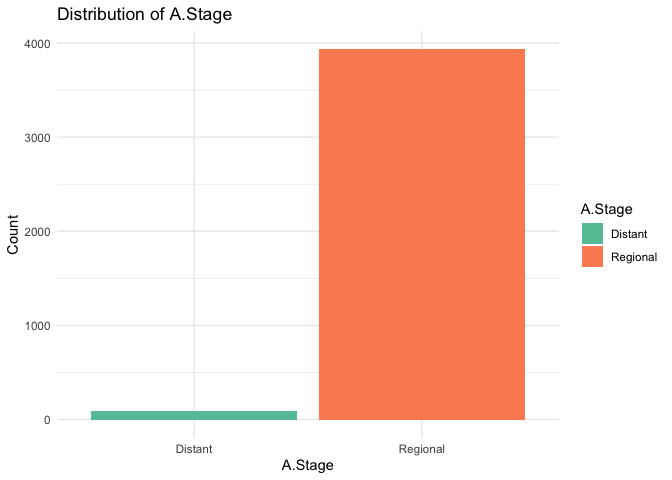 Distribution of A.Stage
4000
3000
2000
1000
0
Count
Distant
Regional
A.Stage
A.Stage
Distant
Regional